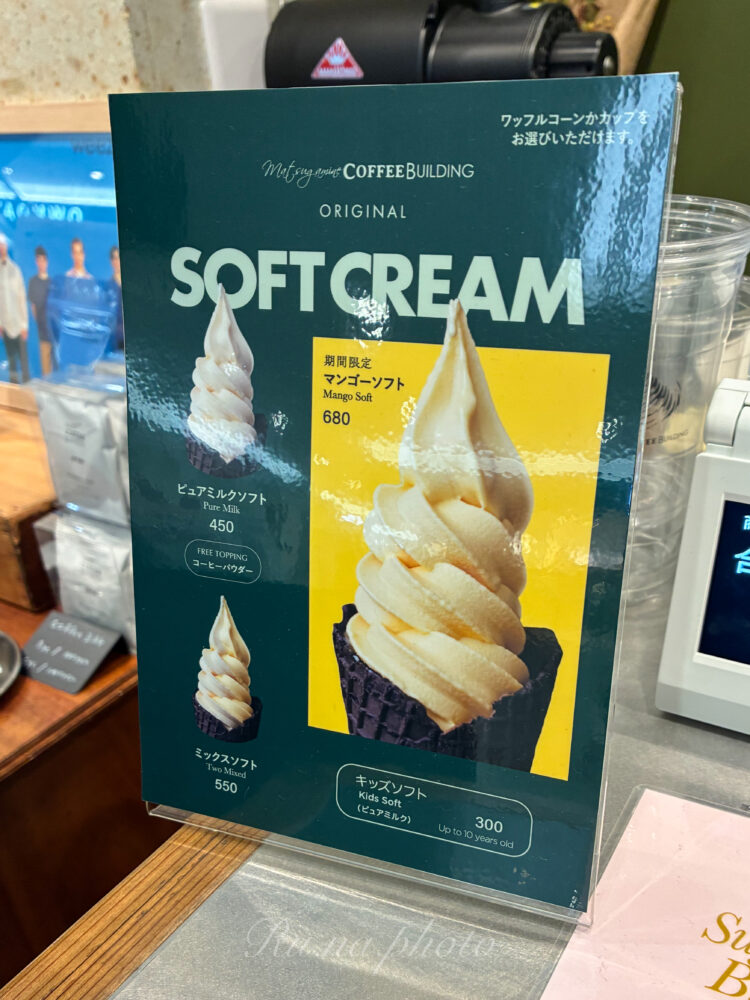 ワッフルコーンかカップを
お選びいただけます。
Matsugamine COFFEE BUILDING
ORIGINAL
SOFT CREAM
期間限定
マンゴーソフト
Mango Soft
680
ピュアミルクソフト
Pure Milk
450
FREE TOPPING
コーヒーパウダー
ミックスソフト
Two Mixed
550
キッズソフト
Kids Soft
(ピュアミルク)
300
Up to 10 years old
BUILDING